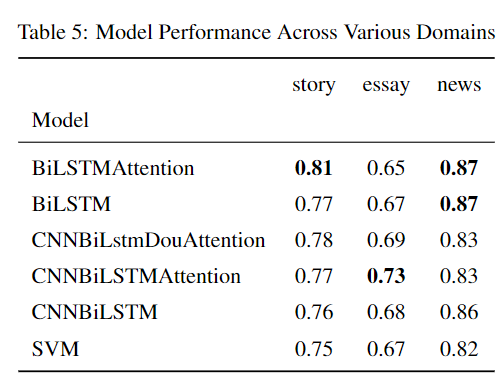 Table 5: Model Performance Across Various Domains
story essay news
Model
BiLSTMAttention 0.81 0.65 0.87
BiLSTM 0.77 0.67 0.87
CNNBiLstmDouAttention 0.78 0.69 0.83
CNNBiLSTMAttention 0.77 0.73 0.83
CNNBiLSTM 0.76 0.68 0.86
SVM 0.75 0.67 0.82